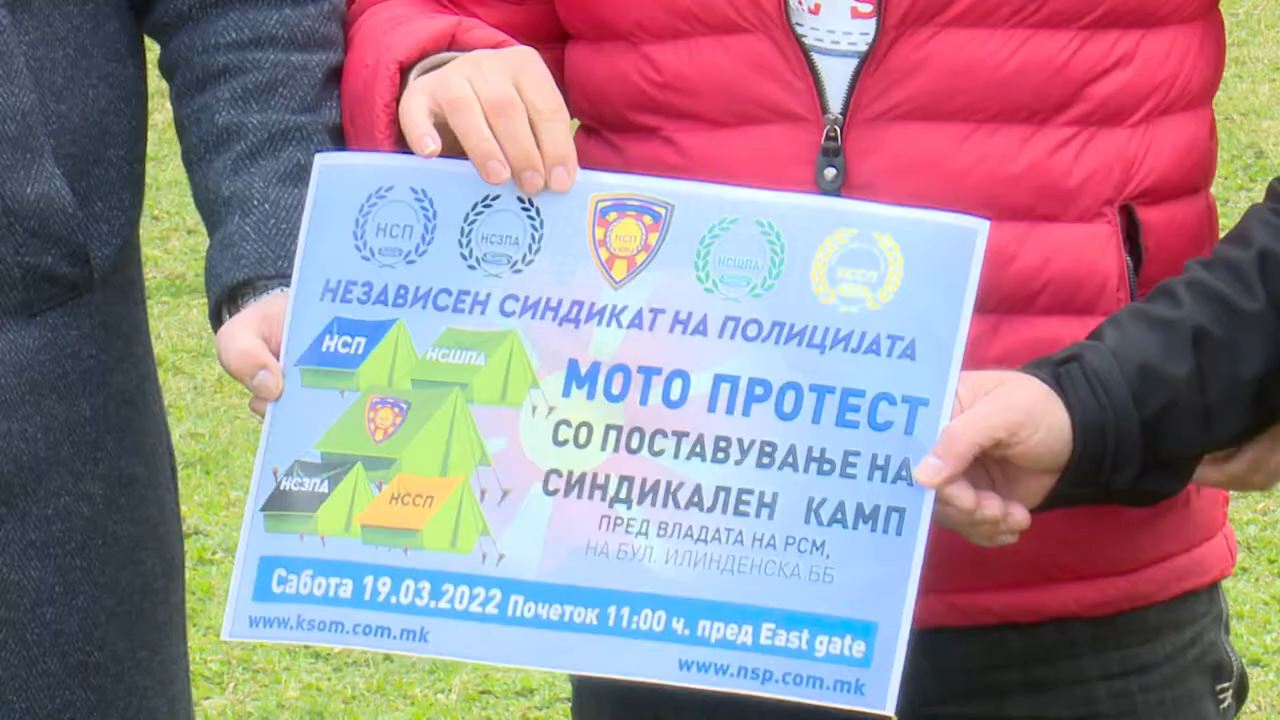 НСП
НСЗПА
НСП
НСШПА
НССП
НЕЗАВИСЕН СИНДИКАТ НА ПОЛИЦИЈАТА
НСП
НСШПА
НСЗПА
НССП
МОТО ПРОТЕСТ
СО ПОСТАВУВАЊЕ НА
СИНДИКАЛЕН КАМП
ПРЕД ВЛАДАТА НА РСМ,
НА БУЛ. ИЛИНДЕНСКА ББ
Сабота 19.03.2022 Почеток 11:00 ч. пред East gate
www.ksom.com.mk
www.nsp.com.mk